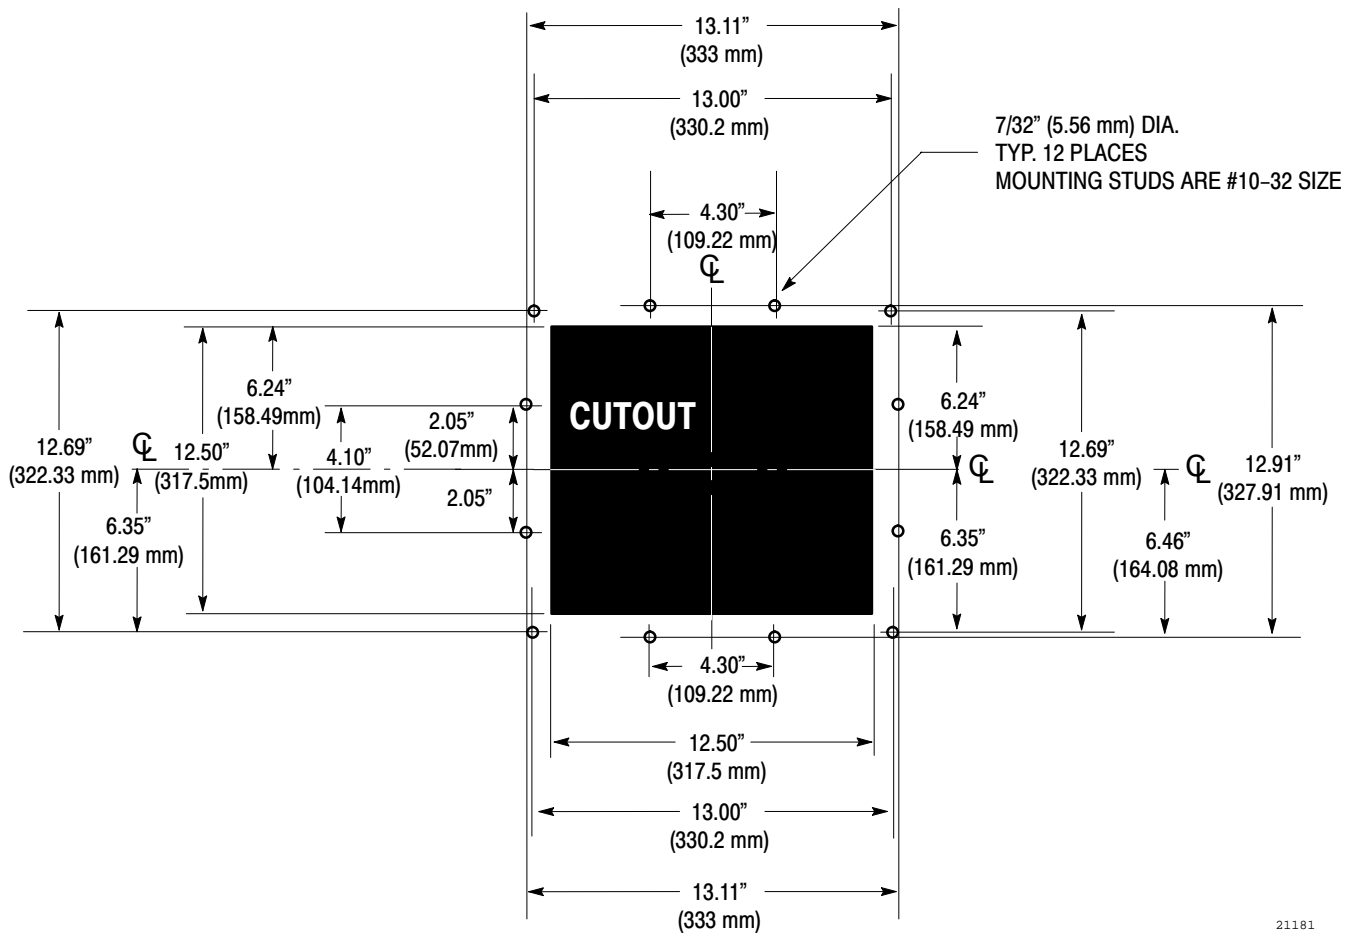 13.11”
(333 mm)
13.00”
(330.2 mm)
7/32” (5.56 mm) DIA.
TYP. 12 PLACES
MOUNTING STUDS ARE #10–32 SIZE
4.30”
(109.22 mm)
℄
6.24”
(158.49mm)
CUTOUT
2.05”
(52.07mm)
6.24”
(158.49 mm)
12.69”
(322.33 mm)
℄
12.50”
(317.5mm)
4.10”
(104.14mm)
2.05”
℄
12.69”
(322.33 mm)
℄
12.91”
(327.91 mm)
6.35”
(161.29 mm)
6.35”
(161.29 mm)
6.46”
(164.08 mm)
4.30”
(109.22 mm)
12.50”
(317.5 mm)
13.00”
(330.2 mm)
13.11”
(333 mm)
21181